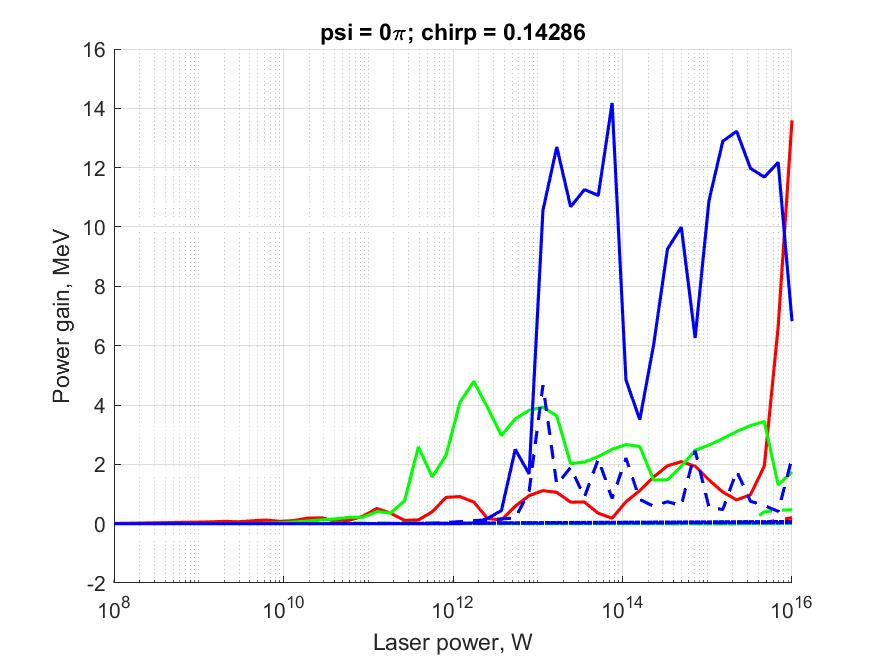 psi = 0π; chirp = 0.14286
16
14
12
10
8
6
4
2
0
-2
Power gain, MeV
10^8 10^10 10^12 10^14 10^16
Laser power, W